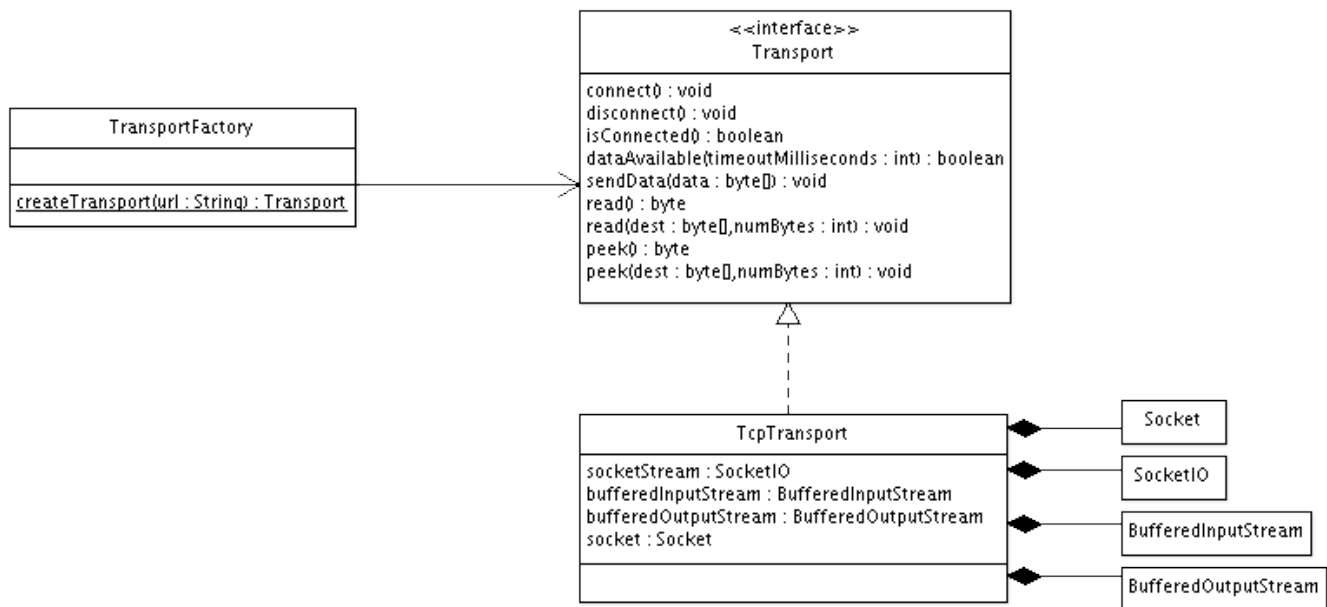 <<interface>>
Transport
connect() : void
disconnect() : void
isConnected() : boolean
dataAvailable(timeoutMilliseconds : int) : boolean
sendData(data : byte[]) : void
read() : byte
read(dest : byte[],numBytes : int) : void
peek() : byte
peek(dest : byte[],numBytes : int) : void
TransportFactory
createTransport(url : String) : Transport
TcpTransport
socketStream : SocketIO
bufferedInputStream : BufferedInputStream
bufferedOutputStream : BufferedOutputStream
socket : Socket
Socket
SocketIO
BufferedInputStream
BufferedOutputStream